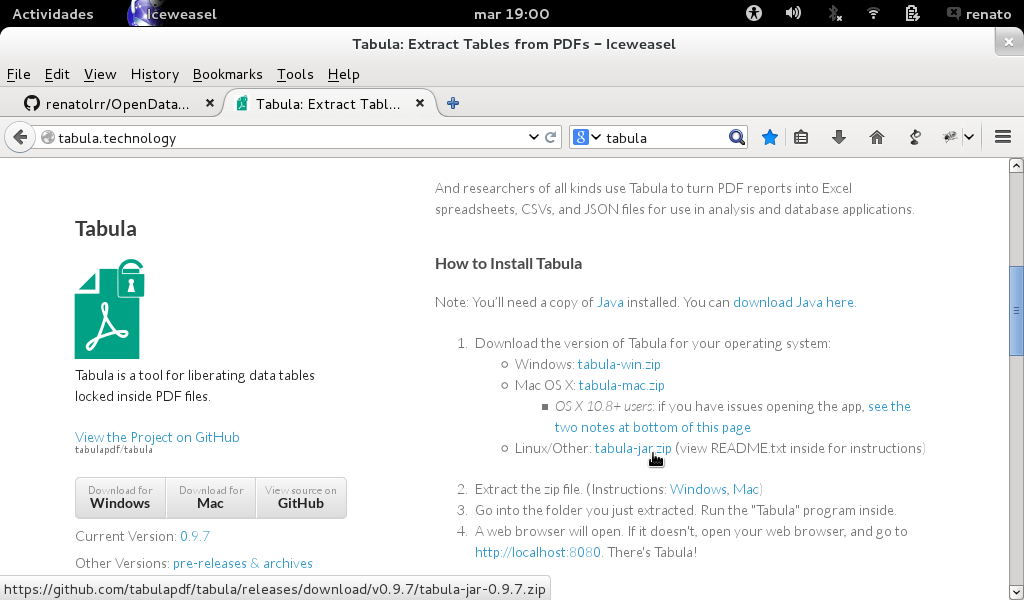 Actividades
Iceweasel
mar 19:00
renato
Tabula: Extract Tables from PDFs – Iceweasel
File Edit View History Bookmarks Tools Help
renatolrr/OpenData...
Tabula: Extract Tabl...
tabula.technology
8
tabula
Tabula
Tabula is a tool for liberating data tables
locked inside PDF files.
View the Project on GitHub
tabulapdf/tabula
Download for
Windows
Download for
Mac
View source on
GitHub
Current Version: 0.9.7
Other Versions: pre-releases & archives
And researchers of all kinds use Tabula to turn PDF reports into Excel
spreadsheets, CSVs, and JSON files for use in analysis and database applications.
How to Install Tabula
Note: You'll need a copy of Java installed. You can download Java here.
1. Download the version of Tabula for your operating system:
Windows: tabula-win.zip
Mac OS X: tabula-mac.zip
OS X 10.8+ users: if you have issues opening the app, see the
two notes at bottom of this page
Linux/Other: tabula-jar.zip (view README.txt inside for instructions)
2. Extract the zip file. (Instructions: Windows, Mac)
3. Go into the folder you just extracted. Run the "Tabula" program inside.
4. A web browser will open. If it doesn't, open your web browser, and go to
http://localhost:8080. There's Tabula!
https://github.com/tabulapdf/tabula/releases/download/v0.9.7/tabula-jar-0.9.7.zip